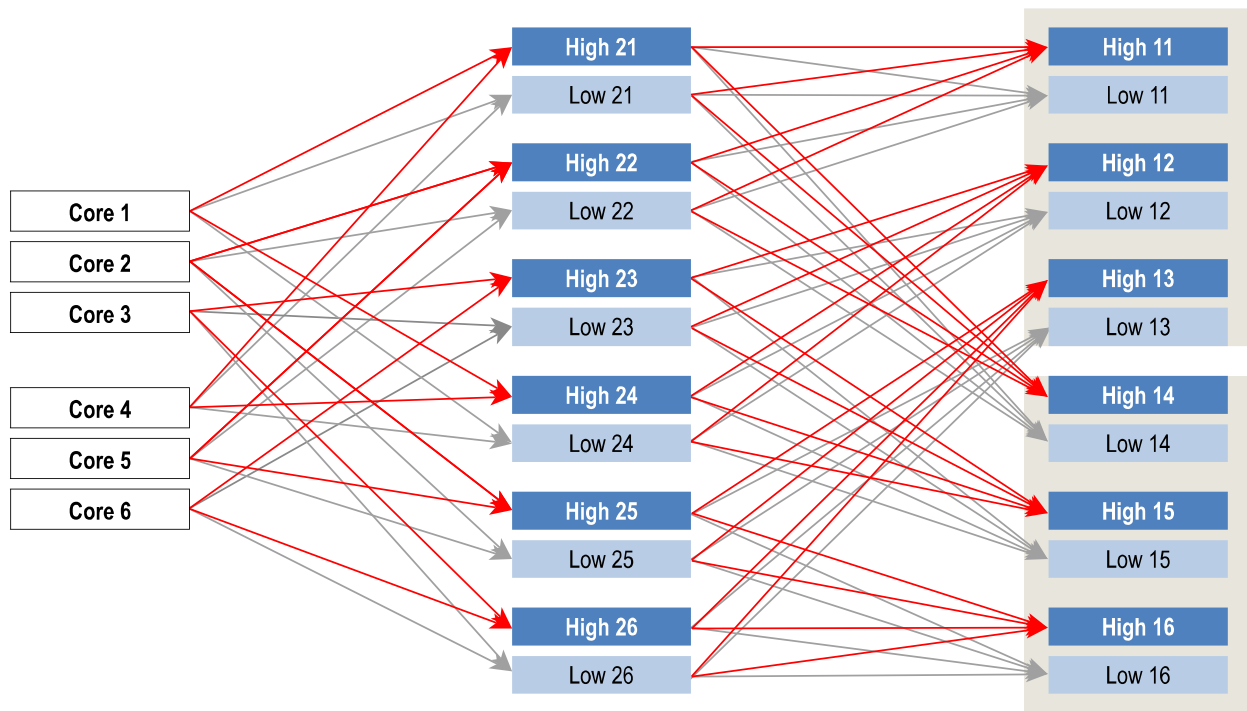 Core 1
Core 2
Core 3
Core 4
Core 5
Core 6
High 21
Low 21
High 22
Low 22
High 23
Low 23
High 24
Low 24
High 25
Low 25
High 26
Low 26
High 11
Low 11
High 12
Low 12
High 13
Low 13
High 14
Low 14
High 15
Low 15
High 16
Low 16